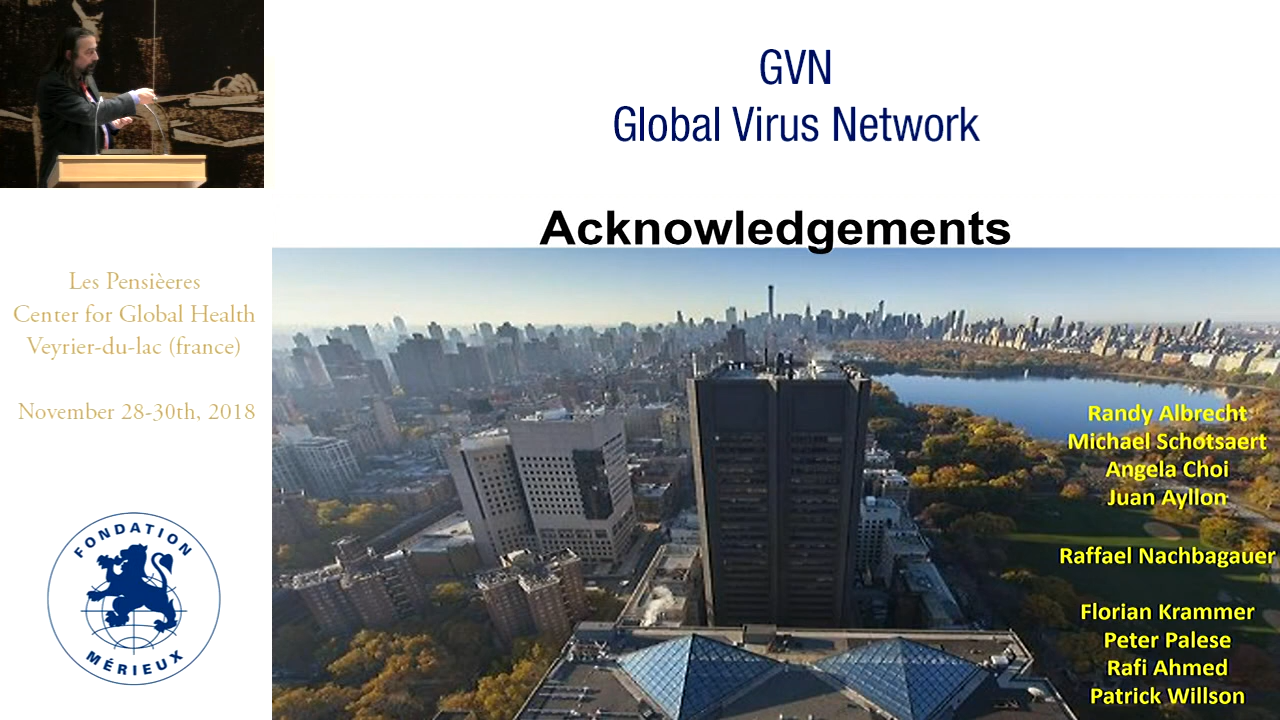 GVN
Global Virus Network
Acknowledgements
Les Pensièeres
Center for Global Health
Veyrier-du-lac (france)
November 28-30th, 2018
FONDATION
MÉRIEUX
Randy Albrecht
Michael Schotsaert
Angela Choi
Juan Ayllon
Raffael Nachbagauer
Florian Krammer
Peter Palese
Rafi Ahmed
Patrick Willson